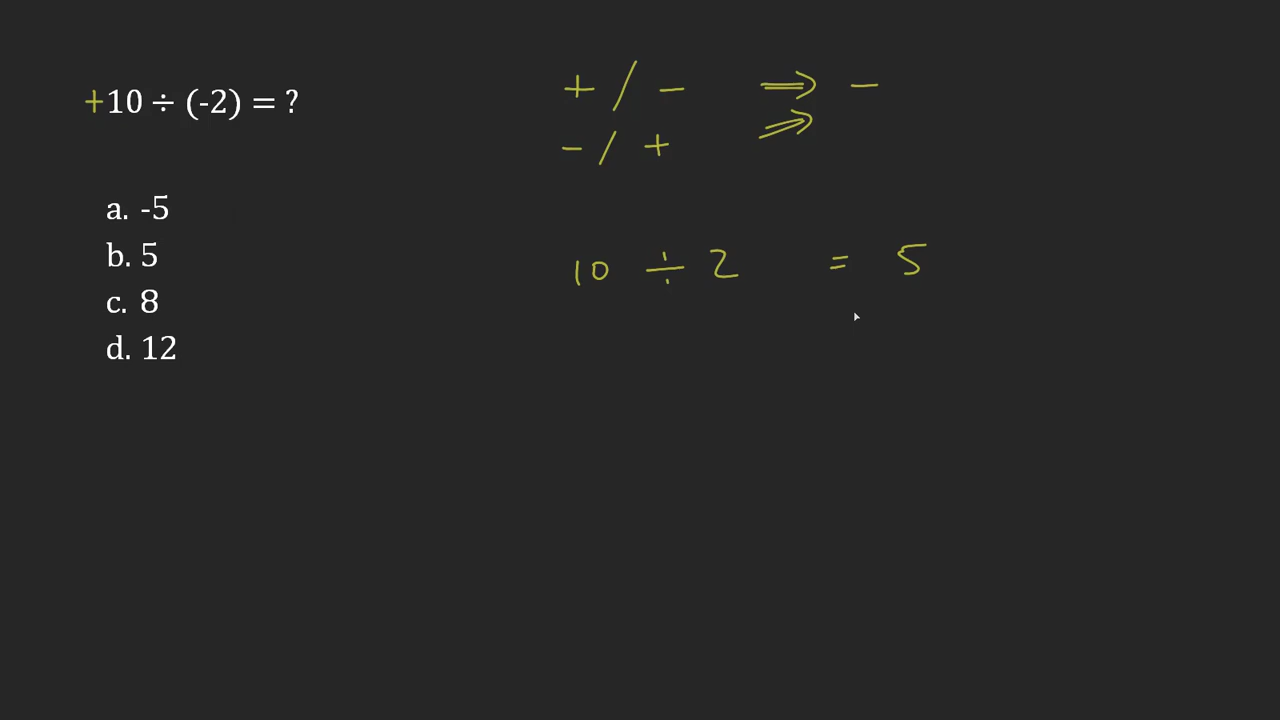 +10 ÷ (-2) = ?
a. -5
b. 5
c. 8
d. 12
+ / - ⇒ -
- / + ⇒
10 ÷ 2 = 5